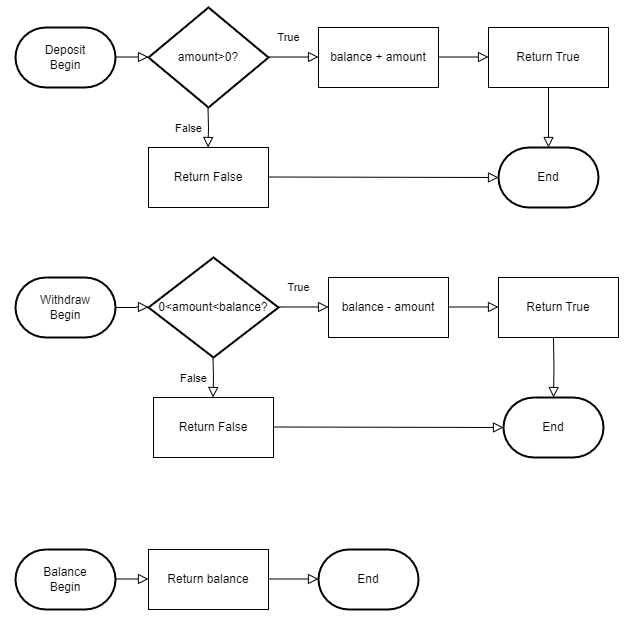 Deposit
Begin
amount>0?
True
balance + amount
Return True
False
Return False
End
Withdraw
Begin
0<amount<balance?
True
balance - amount
Return True
False
Return False
End
Balance
Begin
Return balance
End